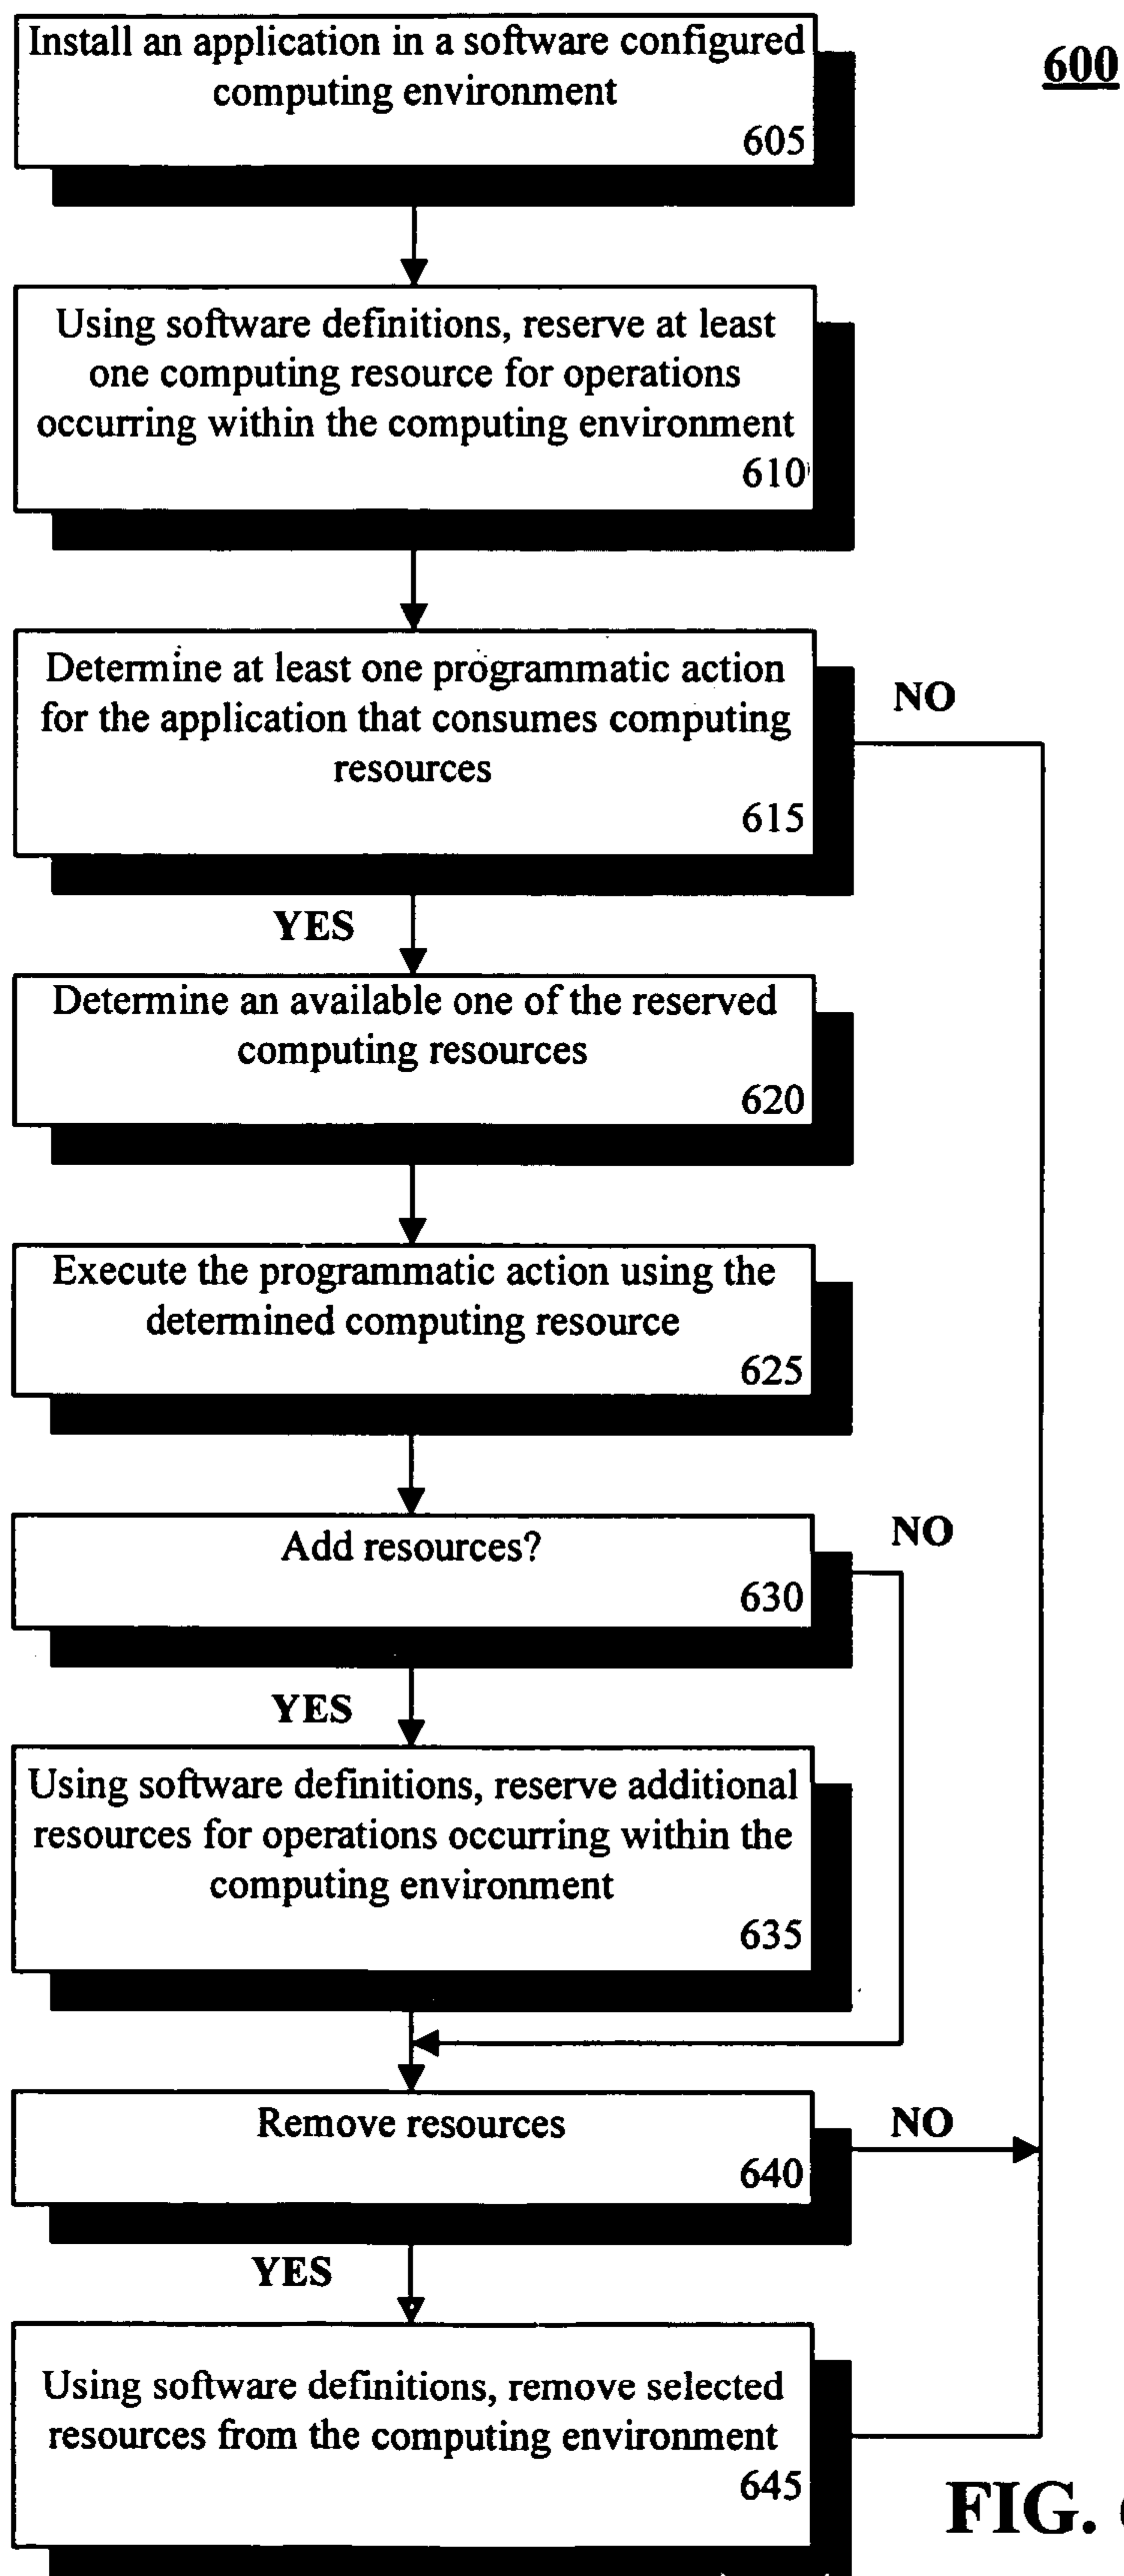 Install an application in a software configured
computing environment
605
600
Using software definitions, reserve at least
one computing resource for operations
occurring within the computing environment
610
Determine at least one programmatic action
for the application that consumes computing
resources
615
NO
YES
Determine an available one of the reserved
computing resources
620
Execute the programmatic action using the
determined computing resource
625
Add resources?
630
NO
YES
Using software definitions, reserve additional
resources for operations occurring within the
computing environment
635
Remove resources
640
NO
YES
Using software definitions, remove selected
resources from the computing environment
645
FIG.